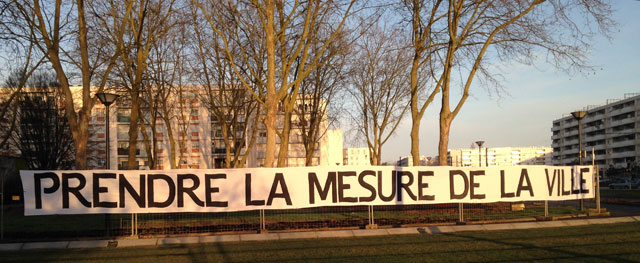 PRENDRE LA MESURE DE LA VILLE